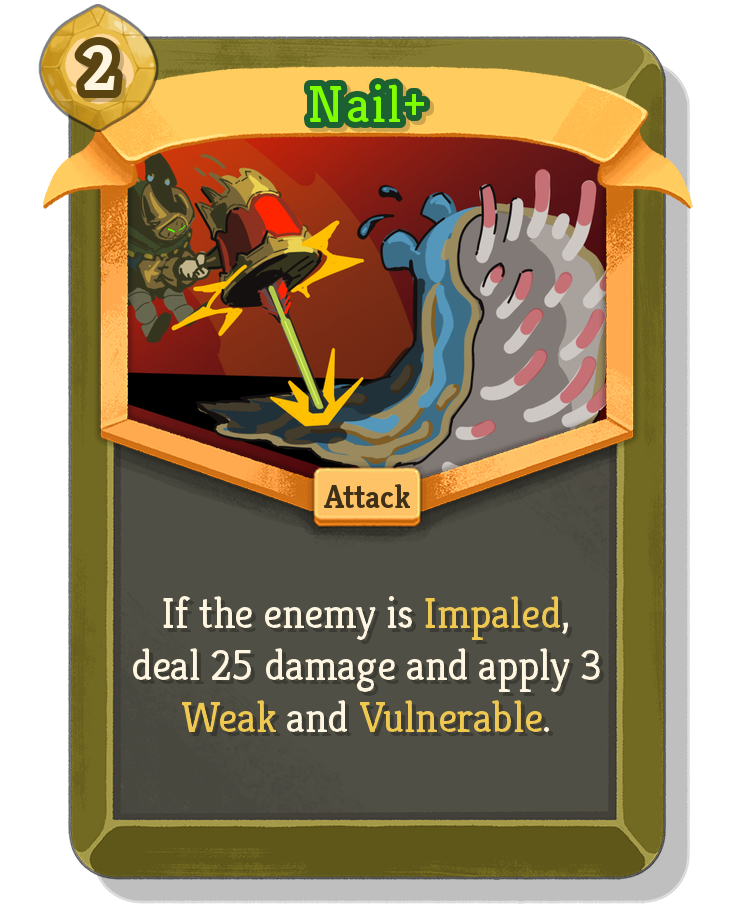 2
Nail+
Attack
If the enemy is Impaled,
deal 25 damage and apply 3
Weak and Vulnerable.